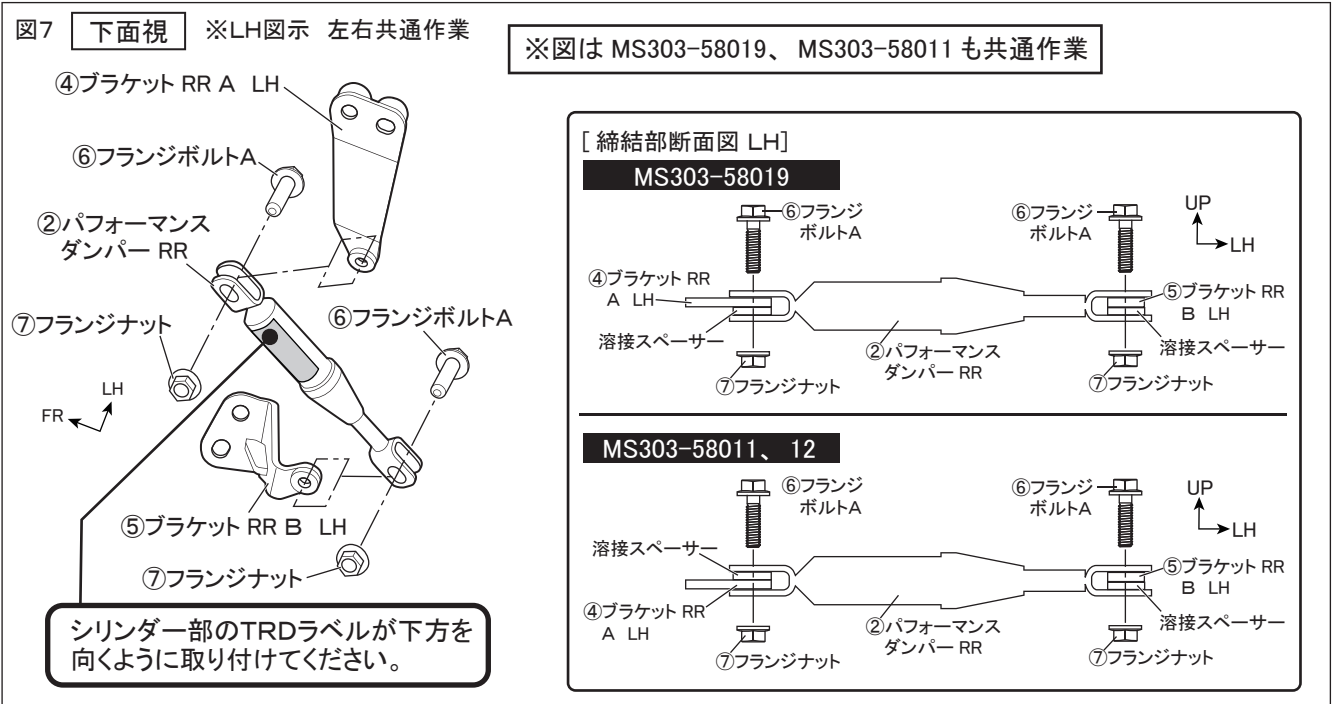 図7 下面視 ※LH図示 左右共通作業
※図は MS303-58019、 MS303-58011 も共通作業
④ブラケット RR A LH
⑥フランジボルトA
②パフォーマンス
ダンパー RR
⑦フランジナット
⑥フランジボルトA
LH
FR
⑤ブラケット RR B LH
⑦フランジナット
シリンダー部のTRDラベルが下方を
向くように取り付けてください。
[ 締結部断面図 LH]
MS303-58019
⑥フランジ
ボルトA
⑥フランジ
ボルトA
UP
LH
④ブラケット RR
A LH
溶接スペーサー
②パフォーマンス
ダンパー RR
⑦フランジナット
⑤ブラケット RR
B LH
溶接スペーサー
⑦フランジナット
MS303-58011、 12
⑥フランジ
ボルトA
⑥フランジ
ボルトA
UP
LH
溶接スペーサー
④ブラケット RR
A LH
②パフォーマンス
ダンパー RR
⑦フランジナット
⑤ブラケット RR
B LH
溶接スペーサー
⑦フランジナット